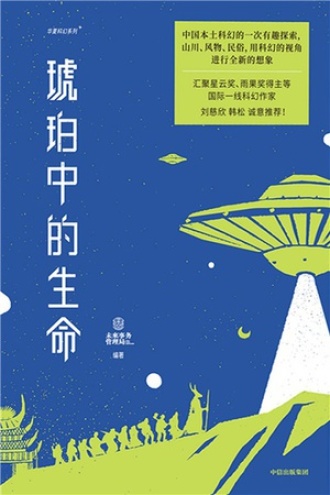 华夏科幻系列
中国本土科幻的一次有趣探索，
山川、风物、民俗，用科幻的视角
进行全新的想象
汇聚星云奖、雨果奖得主等
国际一线科幻作家
刘慈欣 韩松 诚意推荐！
琥珀中的生命
未来事务
管理局
编著
中信出版集团